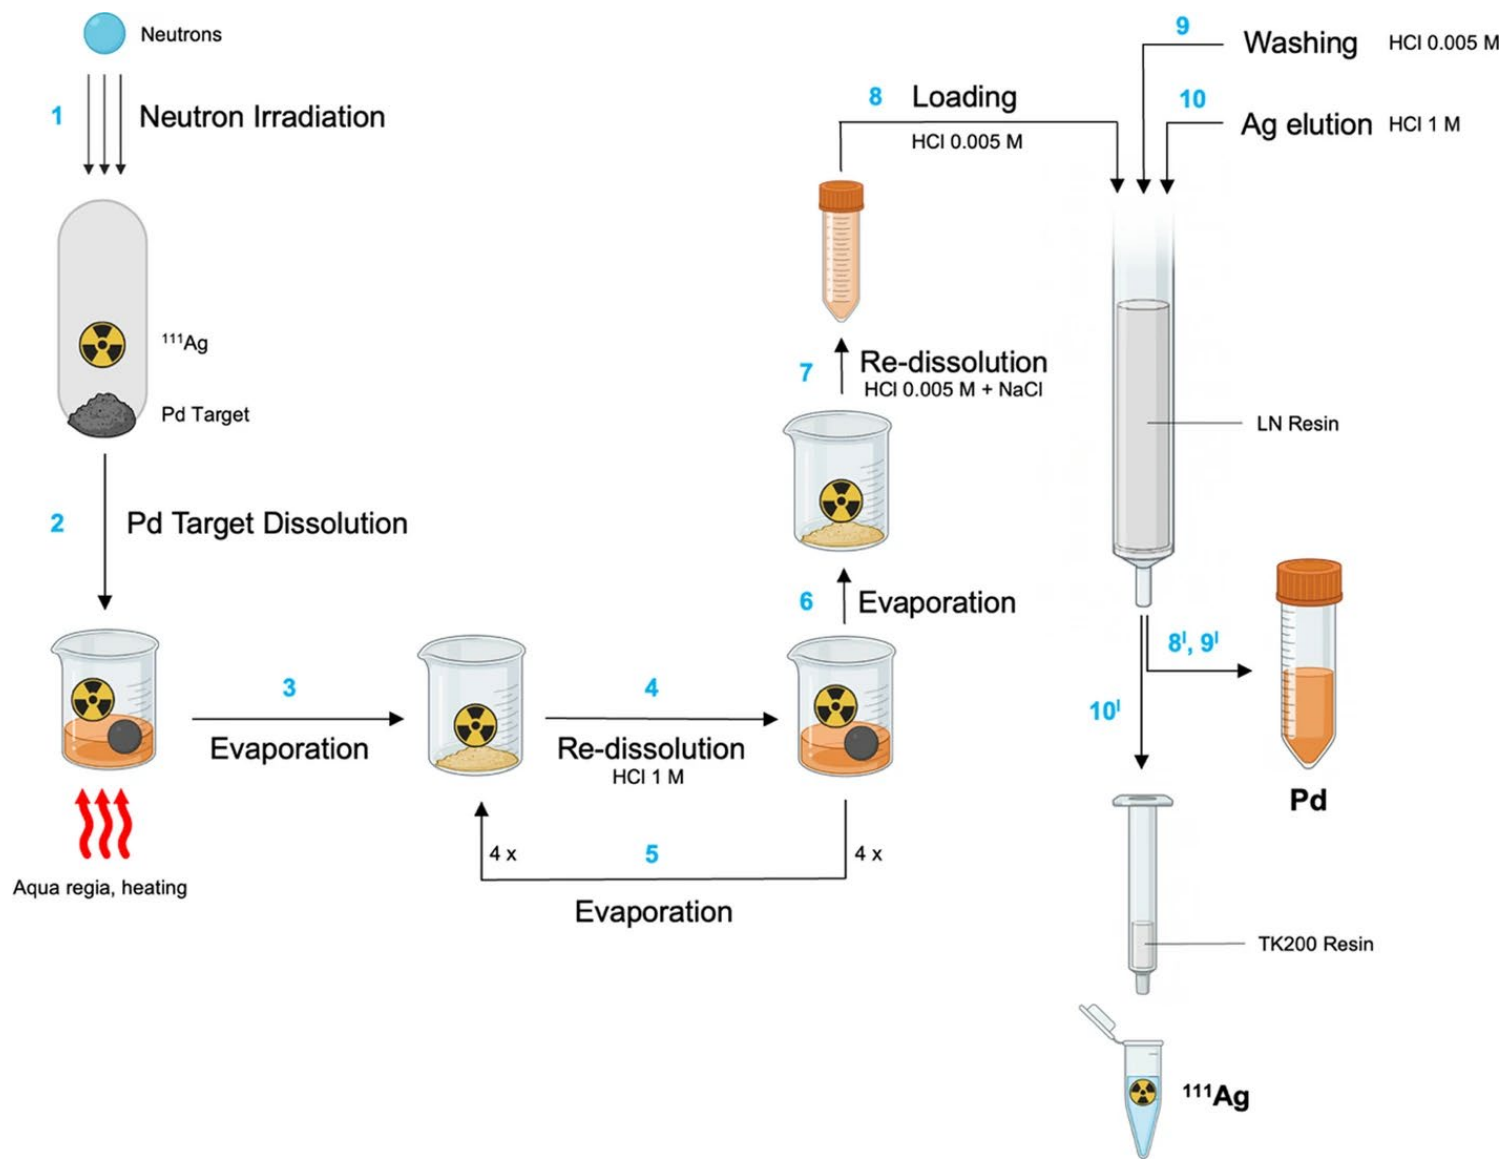 Neutrons
1
Neutron Irradiation
¹¹¹Ag
Pd Target
2
Pd Target Dissolution
Aqua regia, heating
3
Evaporation
4
Re-dissolution
HCl 1 M
4 x
5
4 x
Evaporation
6
Evaporation
7
Re-dissolution
HCl 0.005 M + NaCl
8
Loading
HCl 0.005 M
9
Washing
HCl 0.005 M
10
Ag elution
HCl 1 M
LN Resin
8ᴵ, 9ᴵ
10ᴵ
Pd
TK200 Resin
¹¹¹Ag